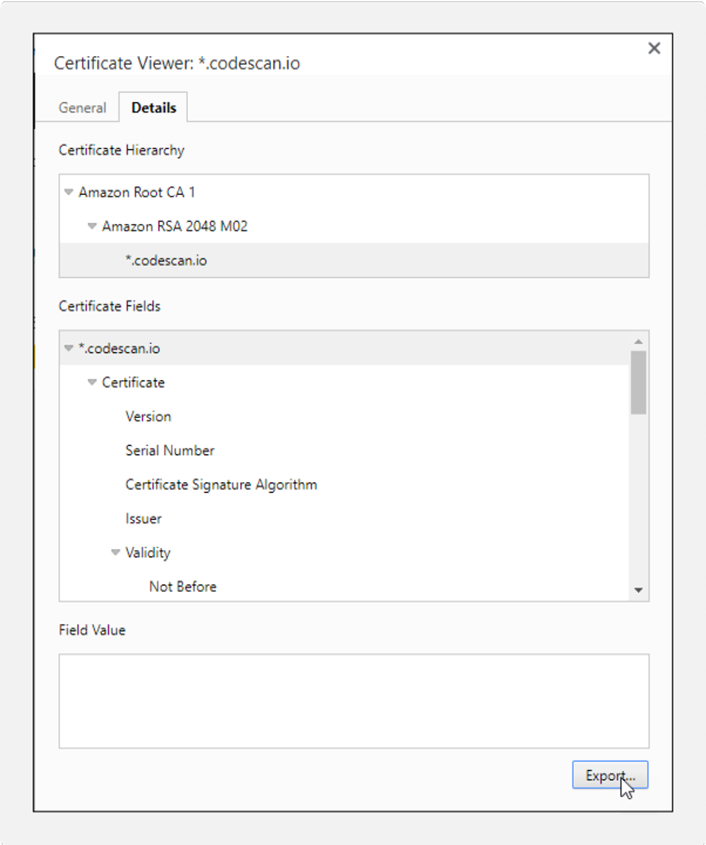 Certificate Viewer: *.codescan.io
General Details
Certificate Hierarchy
Amazon Root CA 1
Amazon RSA 2048 M02
*.codescan.io
Certificate Fields
*.codescan.io
Certificate
Version
Serial Number
Certificate Signature Algorithm
Issuer
Validity
Not Before
Field Value
Export...